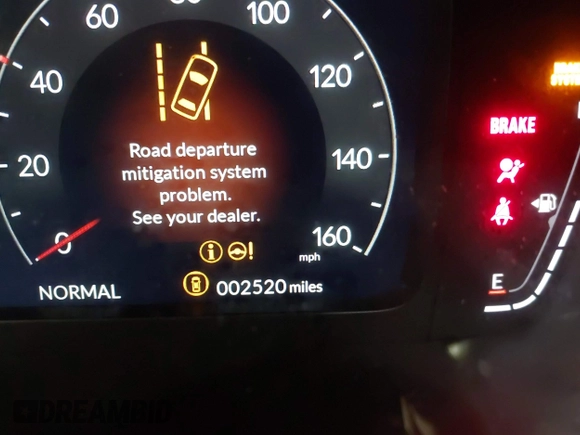 60
100
40
120
20
140
0
160
mph
Road departure
mitigation system
problem.
See your dealer.
NORMAL
002520 miles
BRAKE
E
DREAMBID